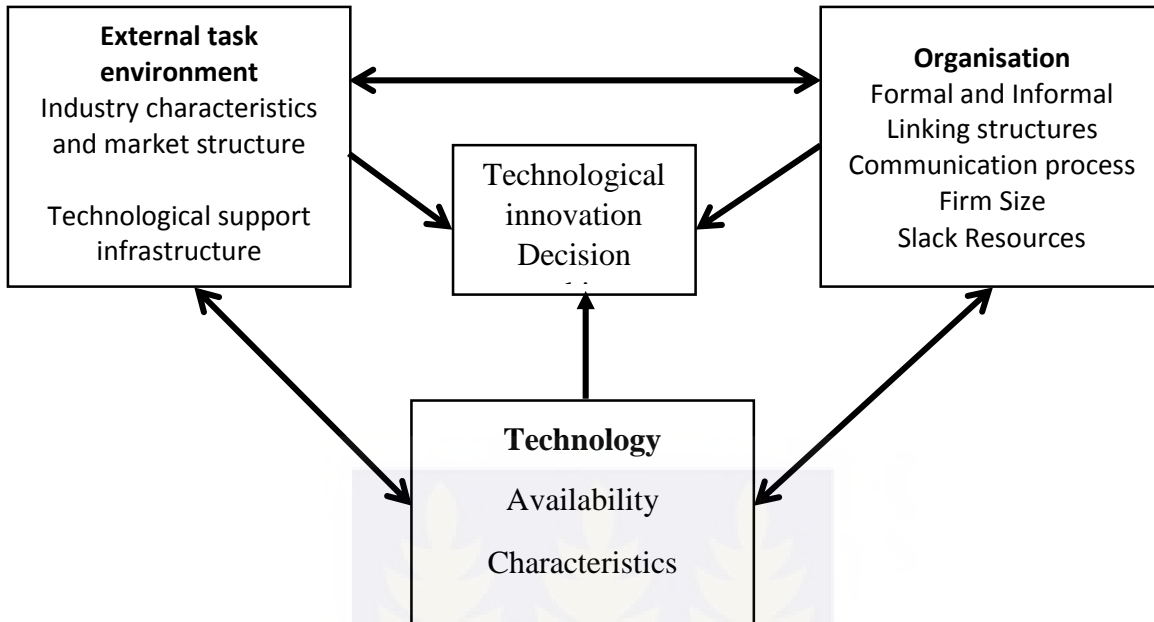 External task
environment
Industry characteristics
and market structure
Technological support
infrastructure
Organisation
Formal and Informal
Linking structures
Communication process
Firm Size
Slack Resources
Technological
innovation
Decision
Technology
Availability
Characteristics